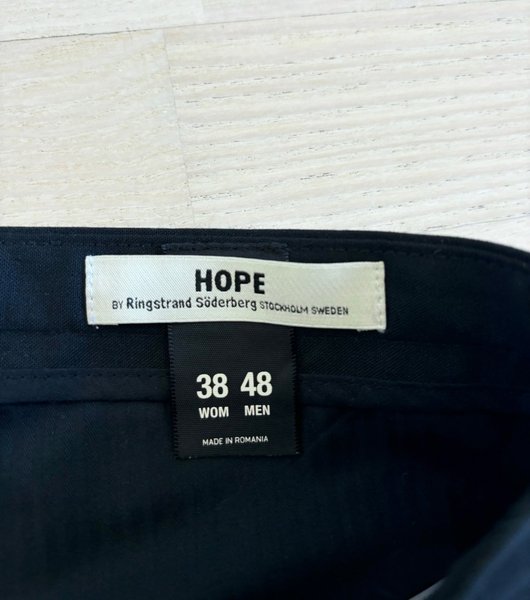 HOPE
BY Ringstrand Söderberg STOCKHOLM SWEDEN
38 48
WOM MEN
MADE IN ROMANIA